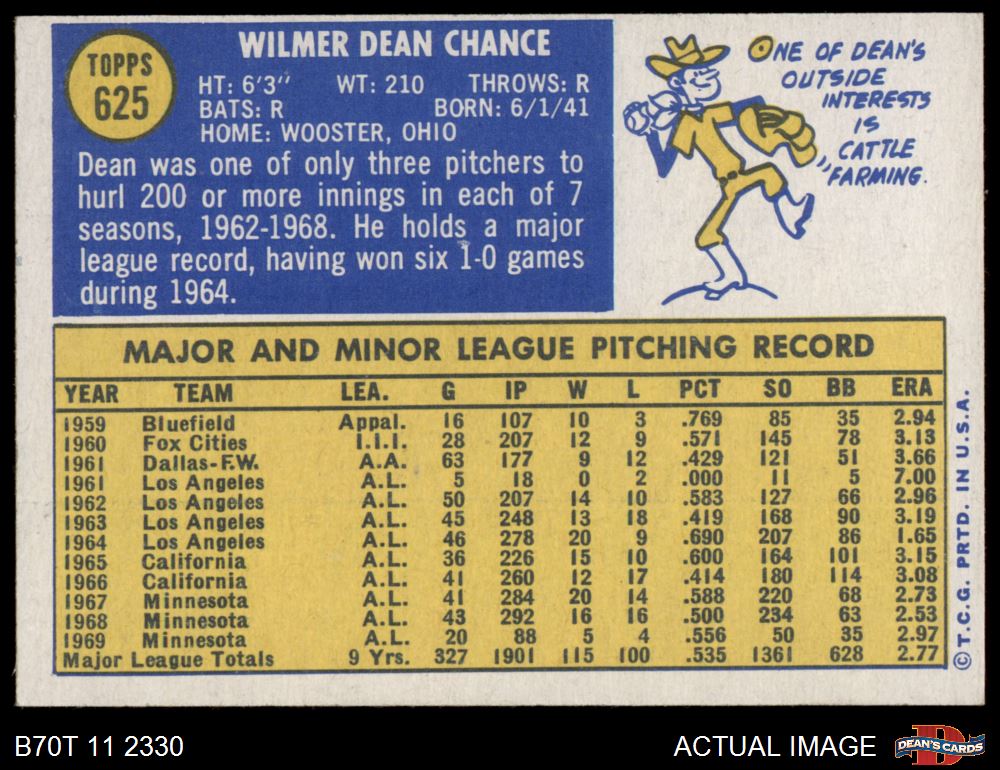 TOPPS
625
WILMER DEAN CHANCE
HT: 6'3" WT: 210 THROWS: R
BATS: R BORN: 6/1/41
HOME: WOOSTER, OHIO
Dean was one of only three pitchers to
hurl 200 or more innings in each of 7
seasons, 1962-1968. He holds a major
league record, having won six 1-0 games
during 1964.
ONE OF DEAN'S
OUTSIDE
INTERESTS
IS
CATTLE
FARMING.
MAJOR AND MINOR LEAGUE PITCHING RECORD
YEAR TEAM LEA. G IP W L PCT SO BB ERA
1959 Bluefield Appal. 16 107 10 3 .769 85 35 2.94
1960 Fox Cities I.I.I. 28 207 12 9 .571 145 78 3.13
1961 Dallas-F.W. A.A. 63 177 9 12 .429 121 51 3.66
1961 Los Angeles A.L. 5 18 0 2 .000 11 5 7.00
1962 Los Angeles A.L. 50 207 14 10 .583 127 66 2.96
1963 Los Angeles A.L. 45 248 13 18 .419 168 90 3.19
1964 Los Angeles A.L. 46 278 20 9 .690 207 86 1.65
1965 California A.L. 36 226 15 10 .600 164 101 3.15
1966 California A.L. 41 260 12 17 .414 180 114 3.08
1967 Minnesota A.L. 41 284 20 14 .588 220 68 2.73
1968 Minnesota A.L. 43 292 16 16 .500 234 63 2.53
1969 Minnesota A.L. 20 88 5 4 .556 50 35 2.97
Major League Totals 9 Yrs. 327 1901 115 100 .535 1361 628 2.77
©T.C.G. PRTD. IN U.S.A.
B70T 11 2330
ACTUAL IMAGE
DEAN'S CARDS